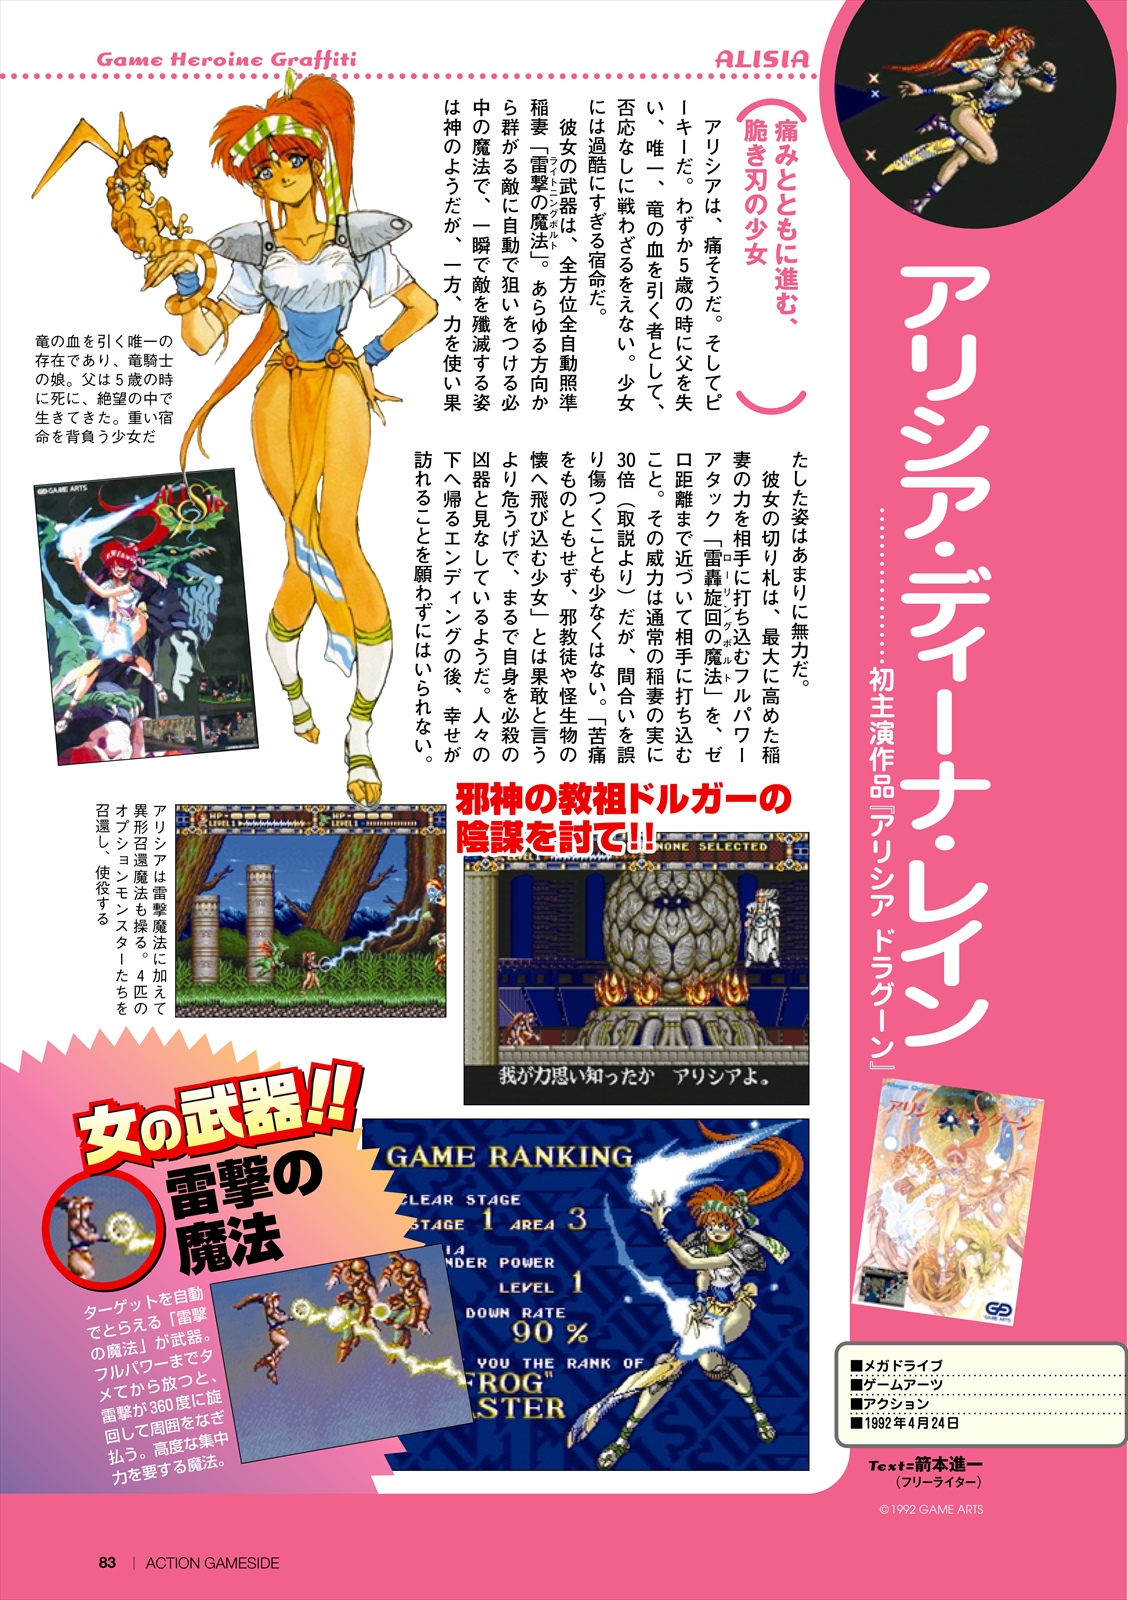 Game Heroine Graffiti
ALISIA
アリシア・ディーナ・レイン
初主演作品『アリシア ドラグーン』
痛みとともに進む、
脆き刃の少女
アリシアは、痛そうだ。そしてピ
ーキーだ。わずか5歳の時に父を失
い、唯一、竜の血を引く者として、
否応なしに戦わざるをえない。少女
には過酷にすぎる宿命だ。
彼女の武器は、全方位全自動照準
稲妻「雷撃の魔法」。あらゆる方向か
ライトニングボルト
ら群がる敵に自動で狙いをつける必
中の魔法で、一瞬で敵を殲滅する姿
は神のようだが、一方、力を使い果
たした姿はあまりに無力だ。
彼女の切り札は、最大に高めた稲
妻の力を相手に打ち込むフルパワー
アタック「雷轟旋回の魔法」を、ゼ
ローリングボルト
ロ距離まで近づいて相手に打ち込む
こと。その威力は通常の稲妻の実に
30倍（取説より）だが、間合いを誤
り傷つくことも少なくはない。「苦痛
をものともせず、邪教徒や怪生物の
懐へ飛び込む少女」とは果敢と言う
より危うげで、まるで自身を必殺の
凶器と見なしているようだ。人々の
下へ帰るエンディングの後、幸せが
訪れることを願わずにはいられない。
竜の血を引く唯一の
存在であり、竜騎士
の娘。父は5歳の時
に死に、絶望の中で
生きてきた。重い宿
命を背負う少女だ
GAME ARTS
ALISIA
邪神の教祖ドルガーの
陰謀を討て!!
NONE SELECTED
我が力思い知ったか　アリシアよ。
アリシアは雷撃魔法に加えて
異形召還魔法も操る。4匹の
オプションモンスターたちを
召還し、使役する
女の武器!!
雷撃の
魔法
ターゲットを自動
でとらえる「雷撃
の魔法」が武器。
フルパワーまでタ
メてから放つと、
雷撃が360度に旋
回して周囲をなぎ
払う。高度な集中
力を要する魔法。
GAME RANKING
CLEAR STAGE
STAGE 1 AREA 3
IA
NDER POWER
LEVEL 1
DOWN RATE
90 %
YOU THE RANK OF
FROG"
ASTER
アリシア・ドラグーン
GAME ARTS
■メガドライブ
■ゲームアーツ
■アクション
■1992年4月24日
Text=箭本進一
（フリーライター）
©1992 GAME ARTS
83 | ACTION GAMESIDE